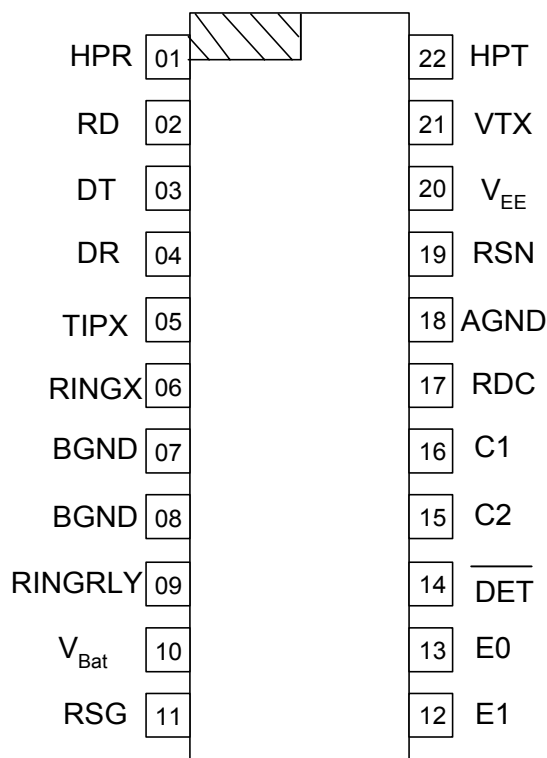 HPR 01 22 HPT
RD 02 21 VTX
DT 03 20 VEE
DR 04 19 RSN
TIPX 05 18 AGND
RINGX 06 17 RDC
BGND 07 16 C1
BGND 08 15 C2
RINGRLY 09 14 DET
VBat 10 13 E0
RSG 11 12 E1